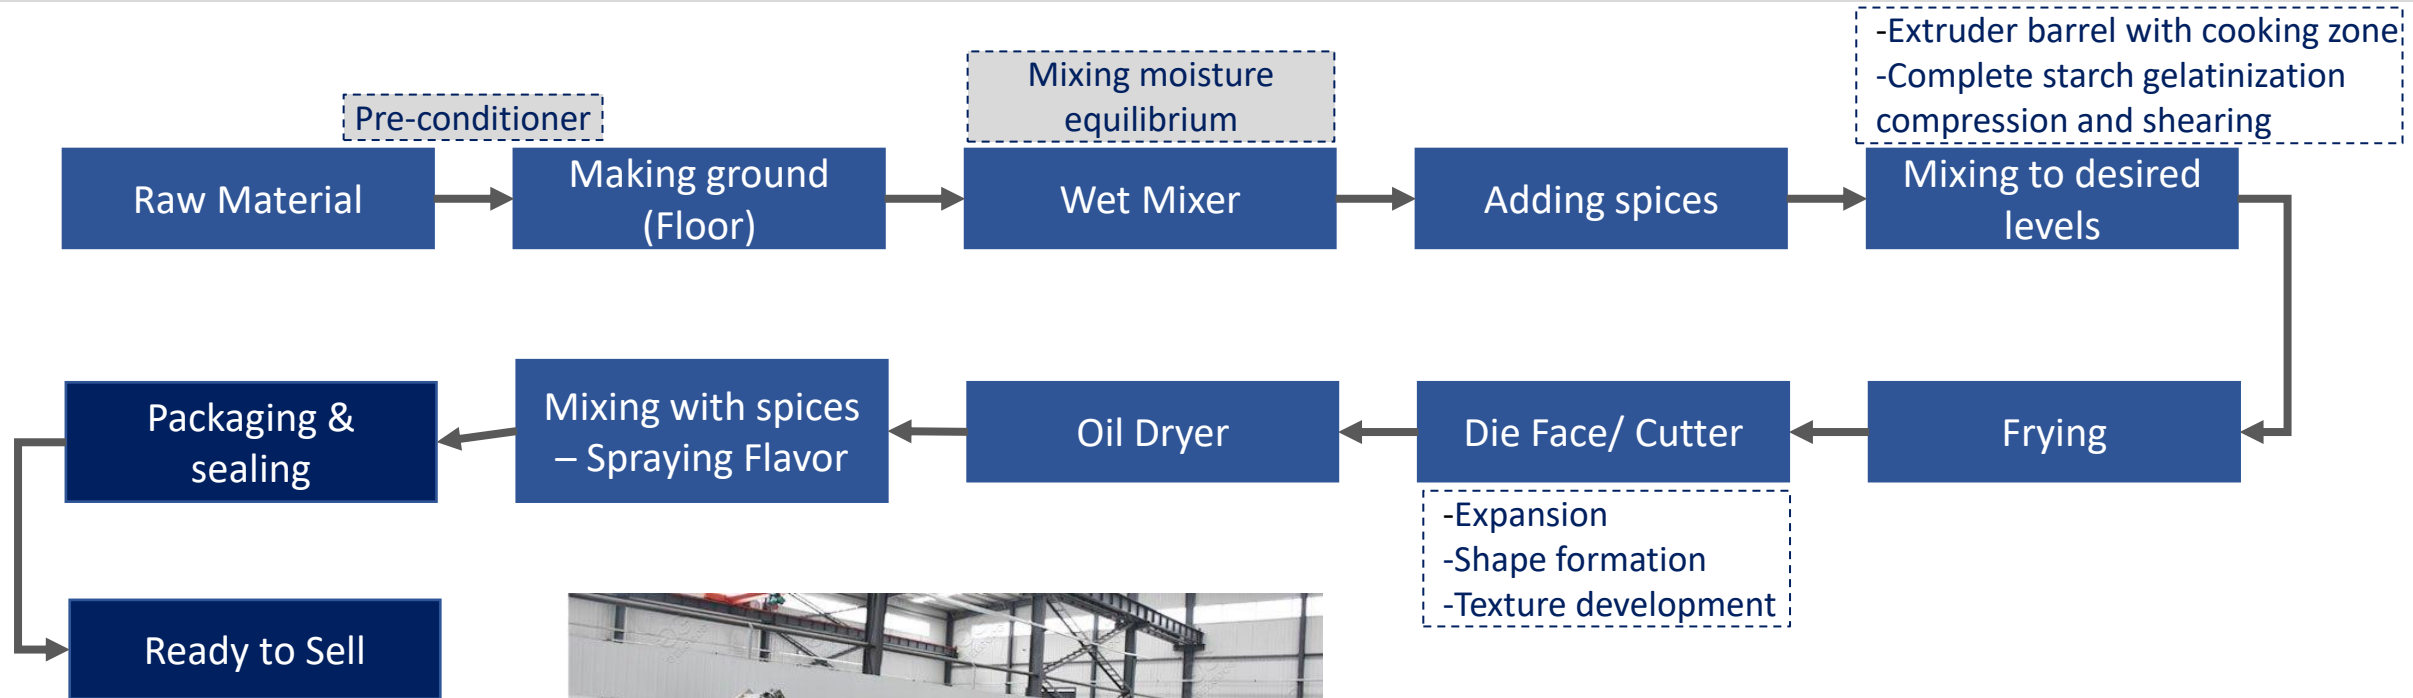 -Extruder barrel with cooking zone
-Complete starch gelatinization
compression and shearing
Mixing moisture
equilibrium
Pre-conditioner
Raw Material
Making ground
(Floor)
Wet Mixer
Adding spices
Mixing to desired
levels
Packaging &
sealing
Mixing with spices
– Spraying Flavor
Oil Dryer
Die Face/ Cutter
Frying
-Expansion
-Shape formation
-Texture development
Ready to Sell